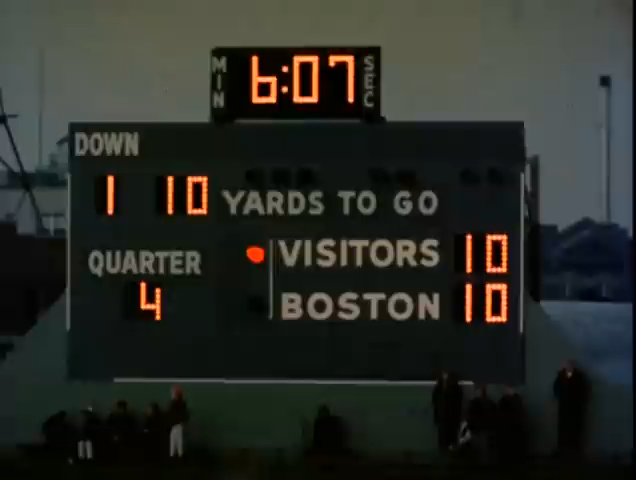 MIN 6:07 SEC
DOWN
1 10 YARDS TO GO
QUARTER
4
VISITORS 10
BOSTON 10